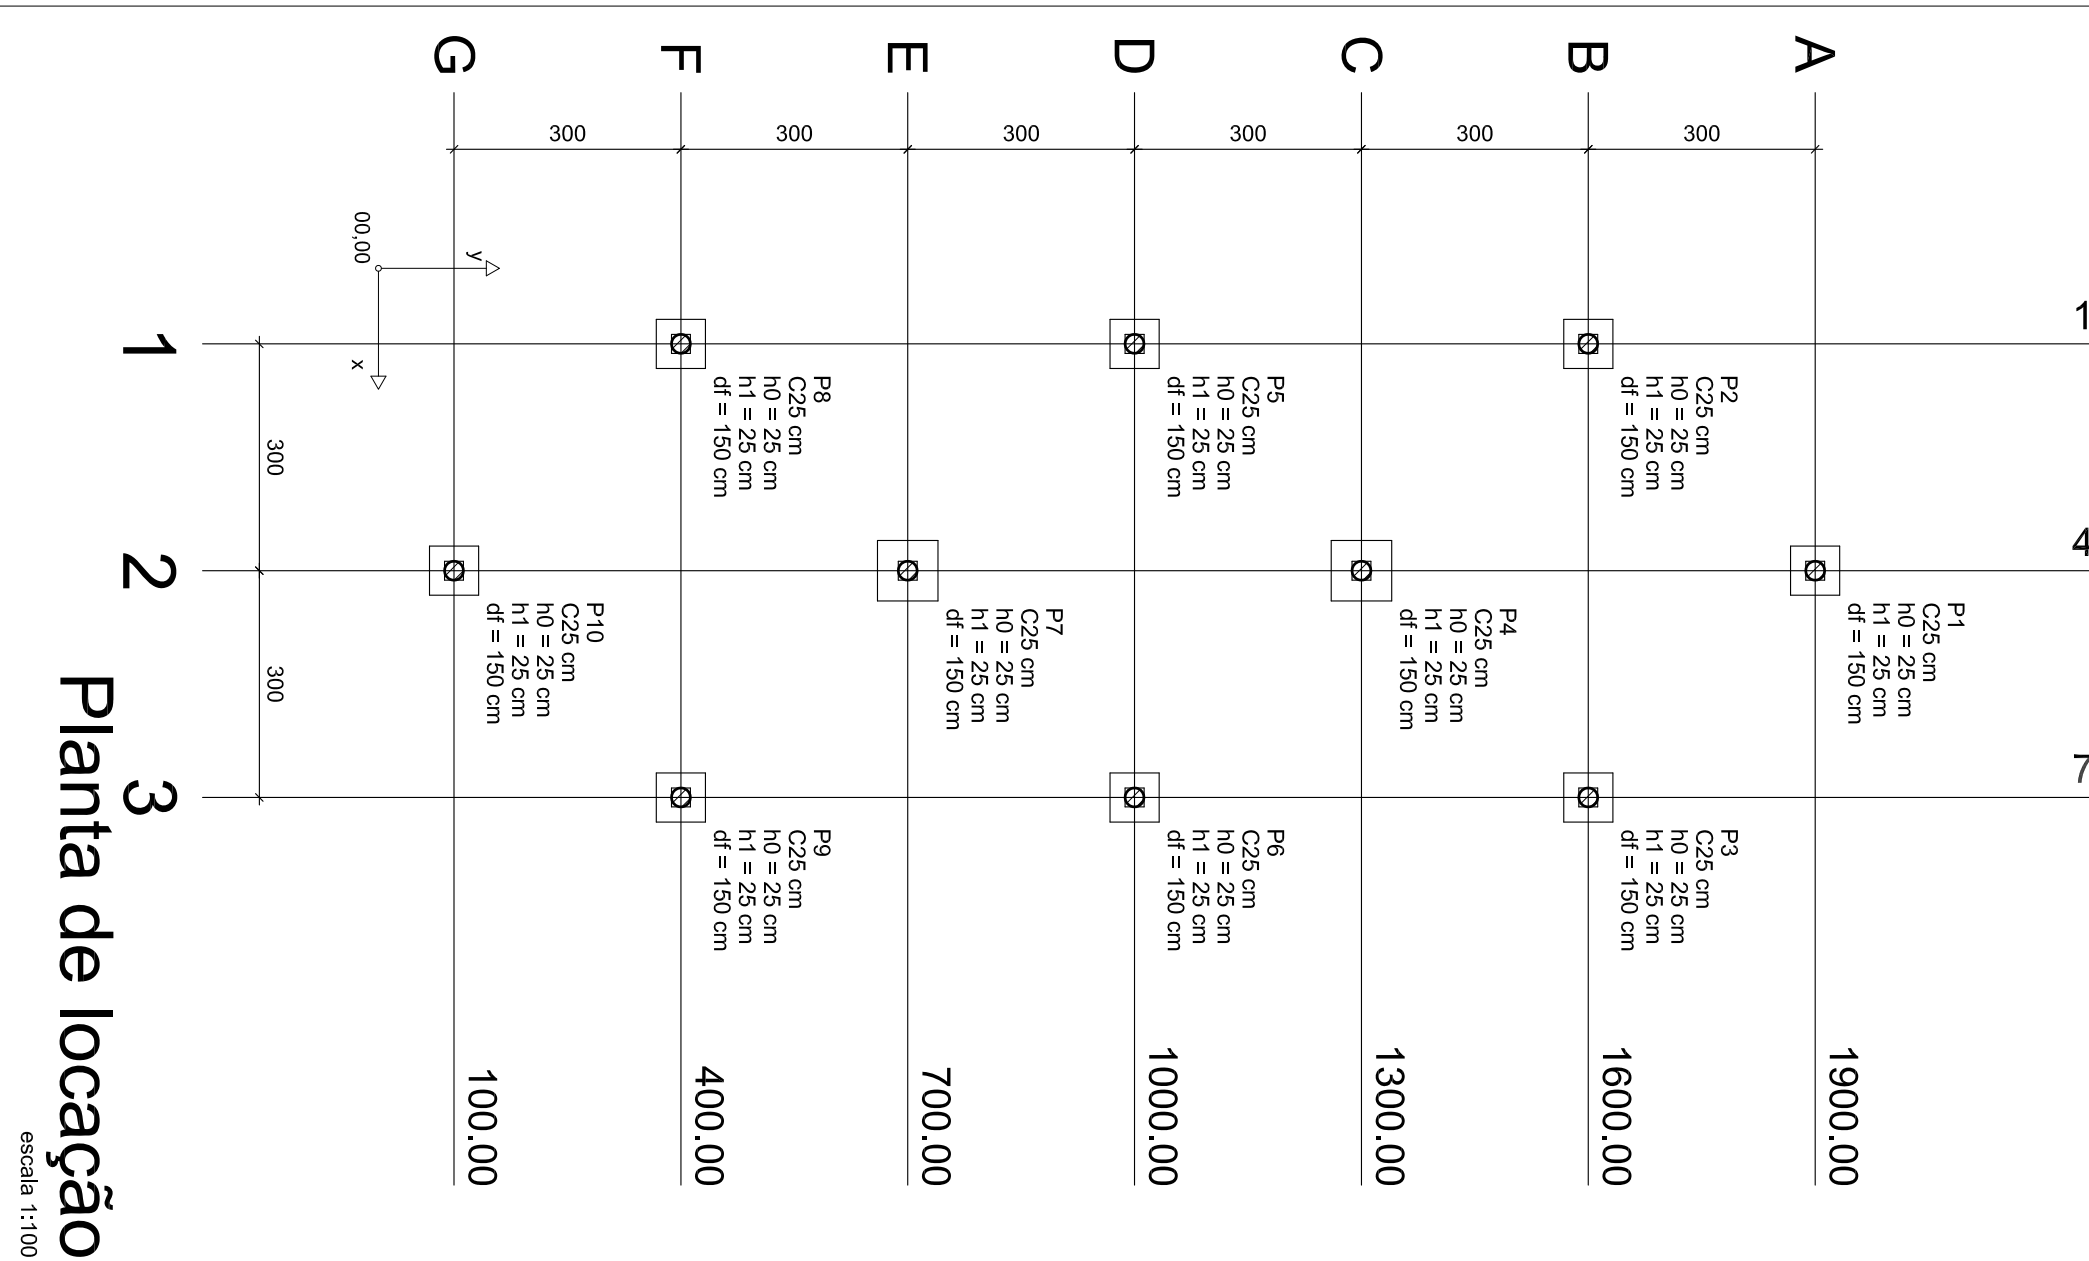 A
B
C
D
E
F
G
300
300
300
300
300
300
00,00
y
x
1
2
3
300
300
1
4
7
P2
C25 cm
h0 = 25 cm
h1 = 25 cm
df = 150 cm
P5
C25 cm
h0 = 25 cm
h1 = 25 cm
df = 150 cm
P8
C25 cm
h0 = 25 cm
h1 = 25 cm
df = 150 cm
P1
C25 cm
h0 = 25 cm
h1 = 25 cm
df = 150 cm
P4
C25 cm
h0 = 25 cm
h1 = 25 cm
df = 150 cm
P7
C25 cm
h0 = 25 cm
h1 = 25 cm
df = 150 cm
P10
C25 cm
h0 = 25 cm
h1 = 25 cm
df = 150 cm
P3
C25 cm
h0 = 25 cm
h1 = 25 cm
df = 150 cm
P6
C25 cm
h0 = 25 cm
h1 = 25 cm
df = 150 cm
P9
C25 cm
h0 = 25 cm
h1 = 25 cm
df = 150 cm
1900.00
1600.00
1300.00
1000.00
700.00
400.00
100.00
Planta de locação
escala 1:100